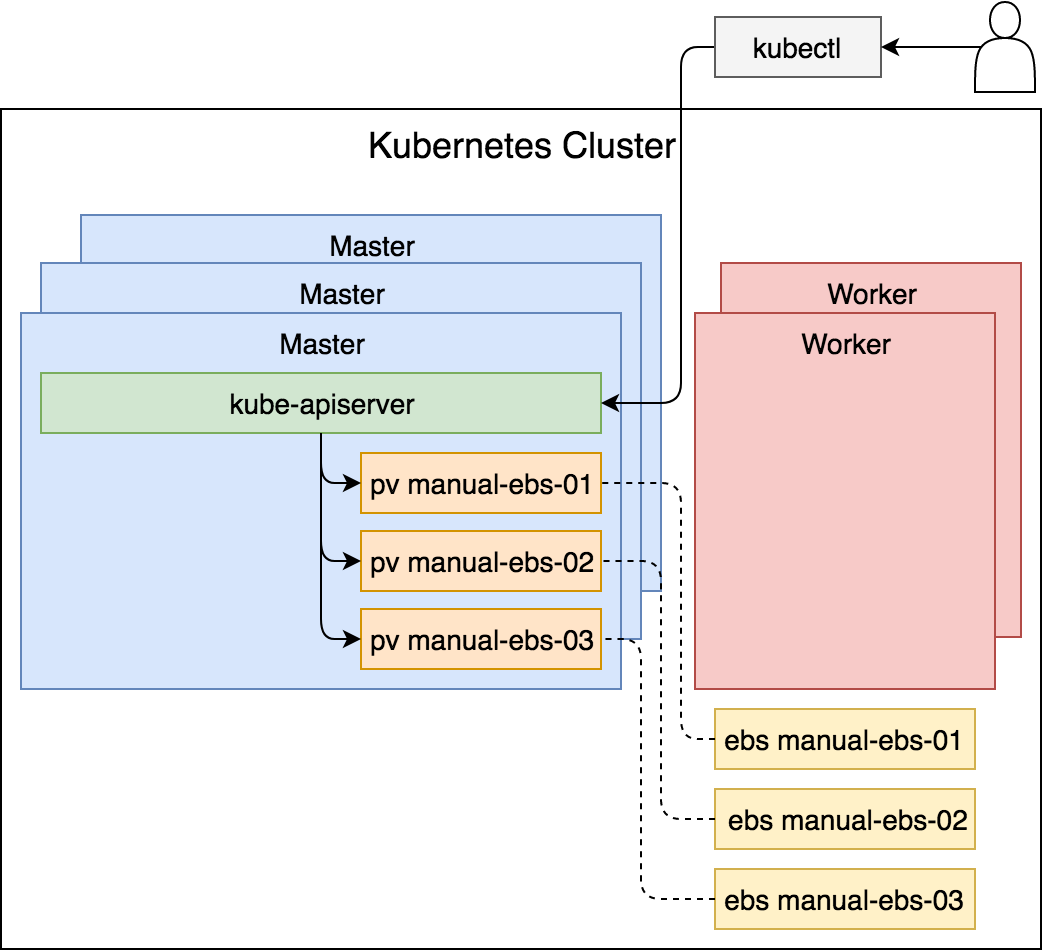 kubectl
Kubernetes Cluster
Master
Master
Master
kube-apiserver
pv manual-ebs-01
pv manual-ebs-02
pv manual-ebs-03
Worker
Worker
ebs manual-ebs-01
ebs manual-ebs-02
ebs manual-ebs-03